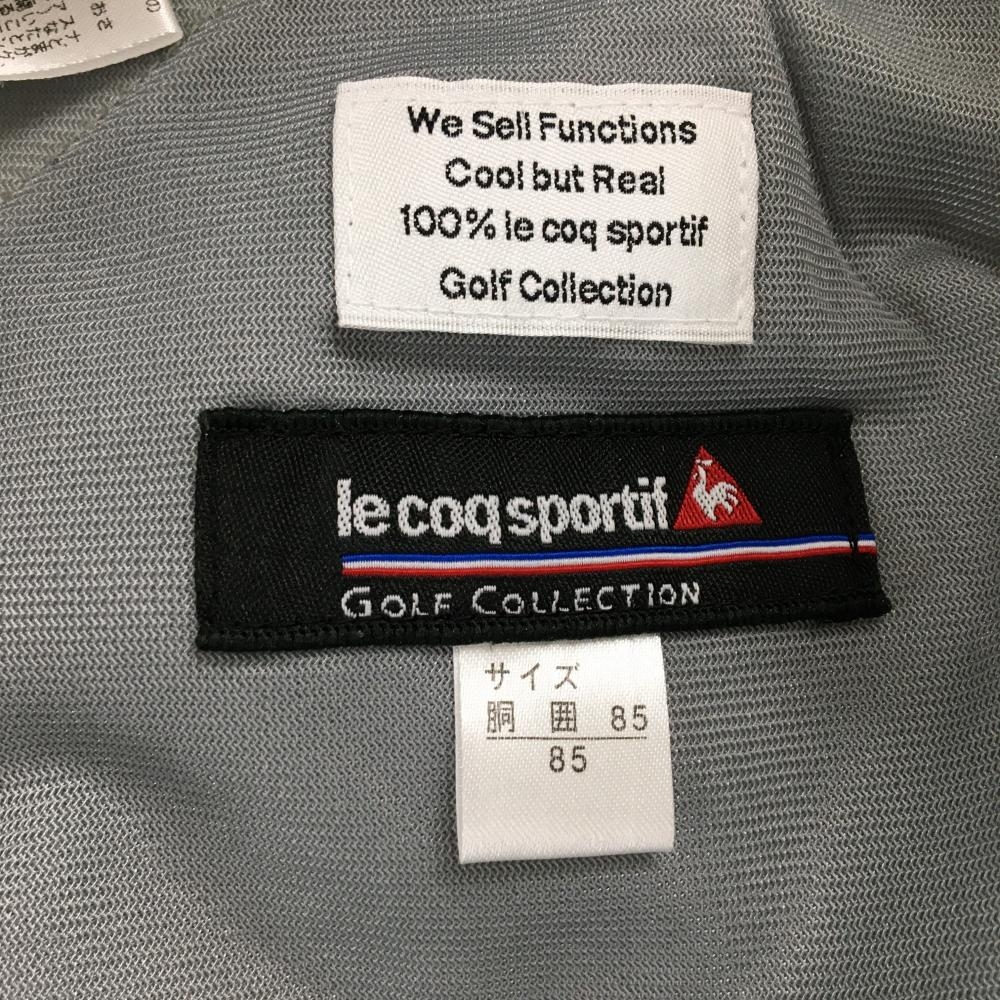 We Sell Functions
Cool but Real
100% le coq sportif
Golf Collection
le coq sportif
GOLF COLLECTION
サイズ
胴囲 85
85